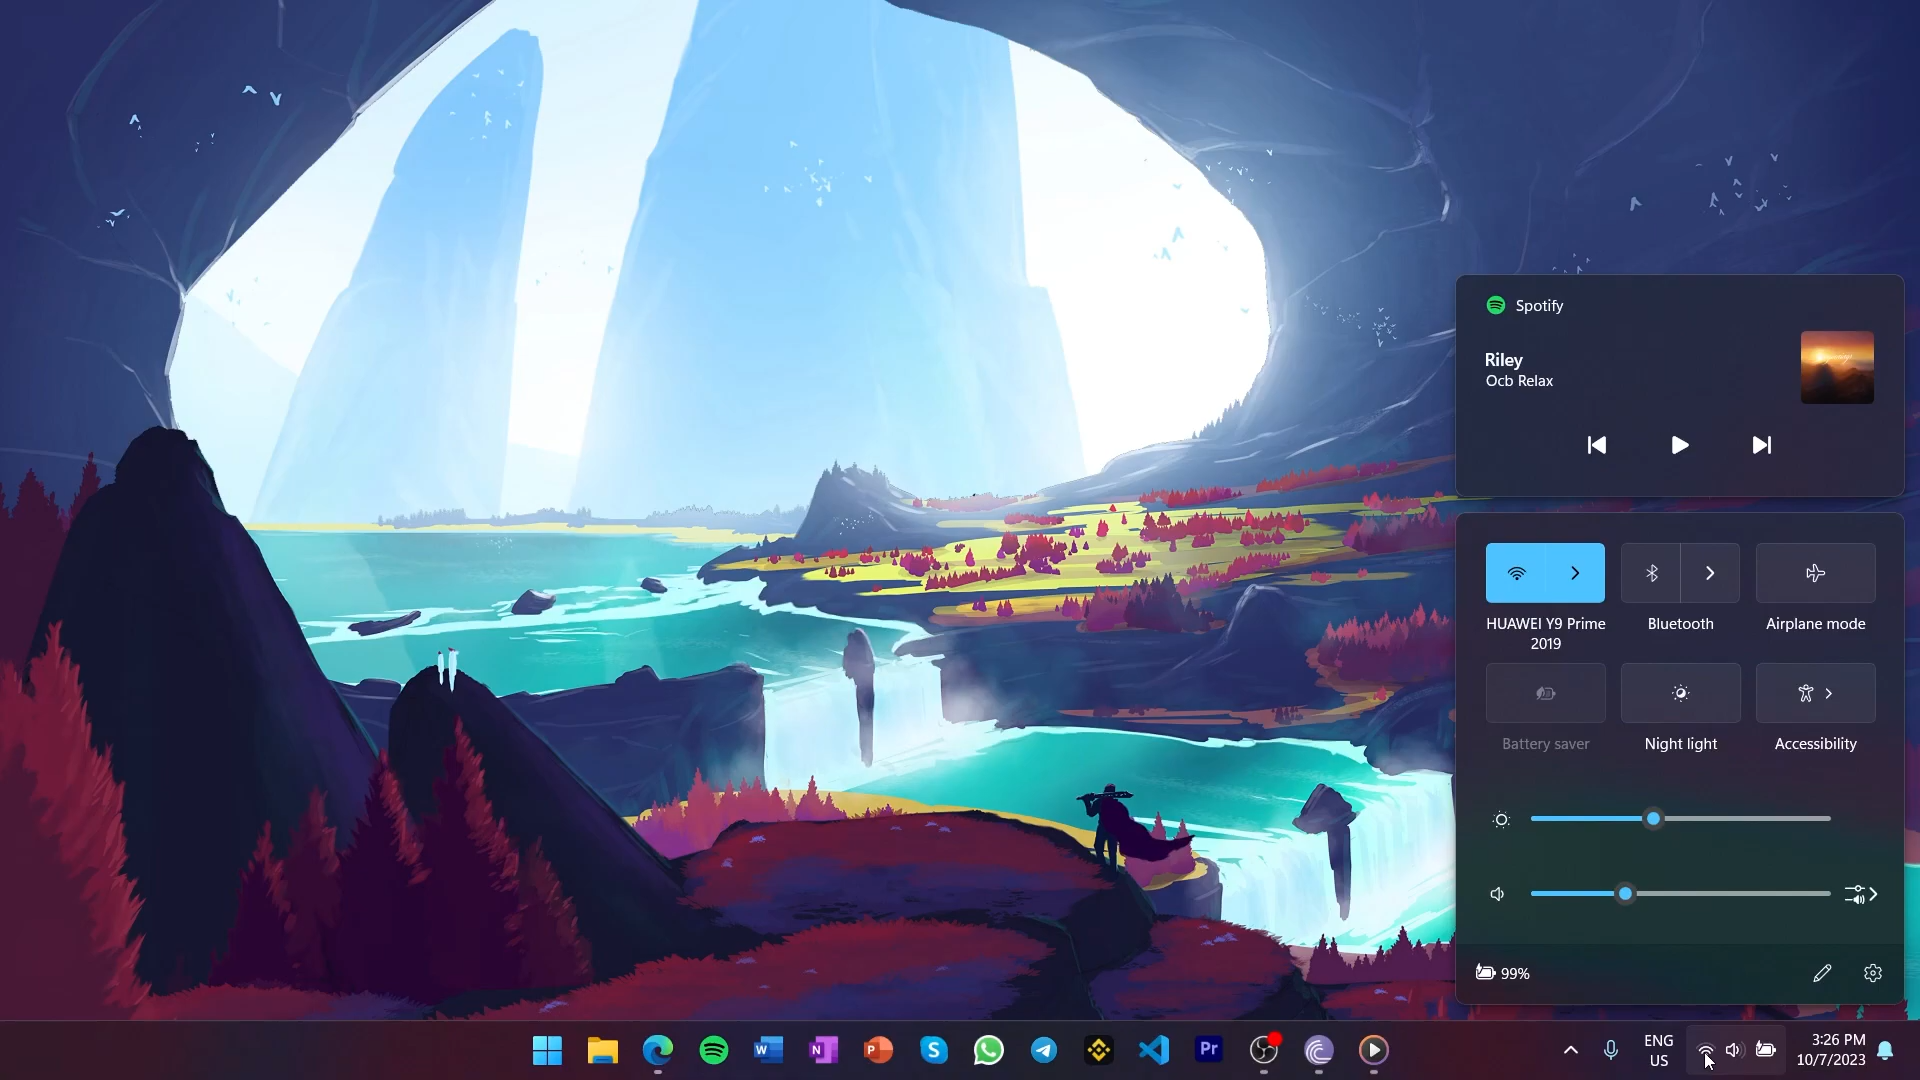 Spotify
Riley
Ocb Relax
HUAWEI Y9 Prime
2019
Bluetooth
Airplane mode
Battery saver
Night light
Accessibility
99%
ENG
US
3:26 PM
10/7/2023